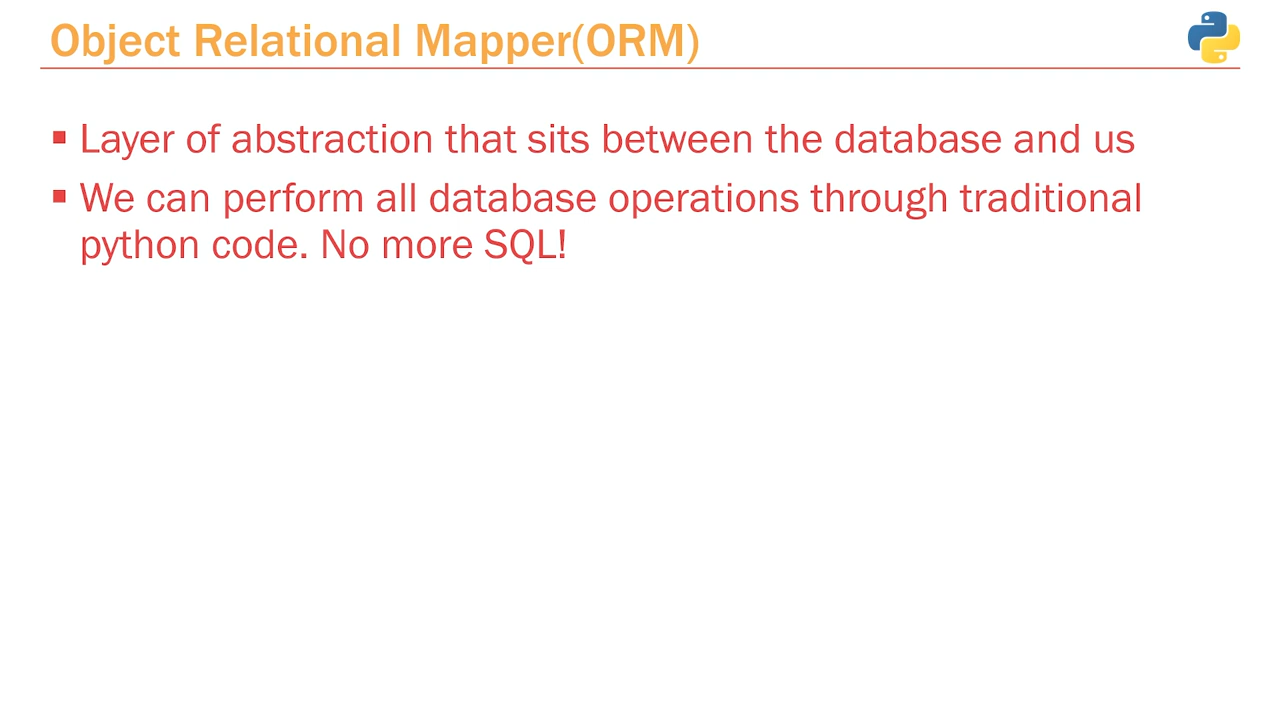 Object Relational Mapper(ORM)
▪ Layer of abstraction that sits between the database and us
▪ We can perform all database operations through traditional
python code. No more SQL!